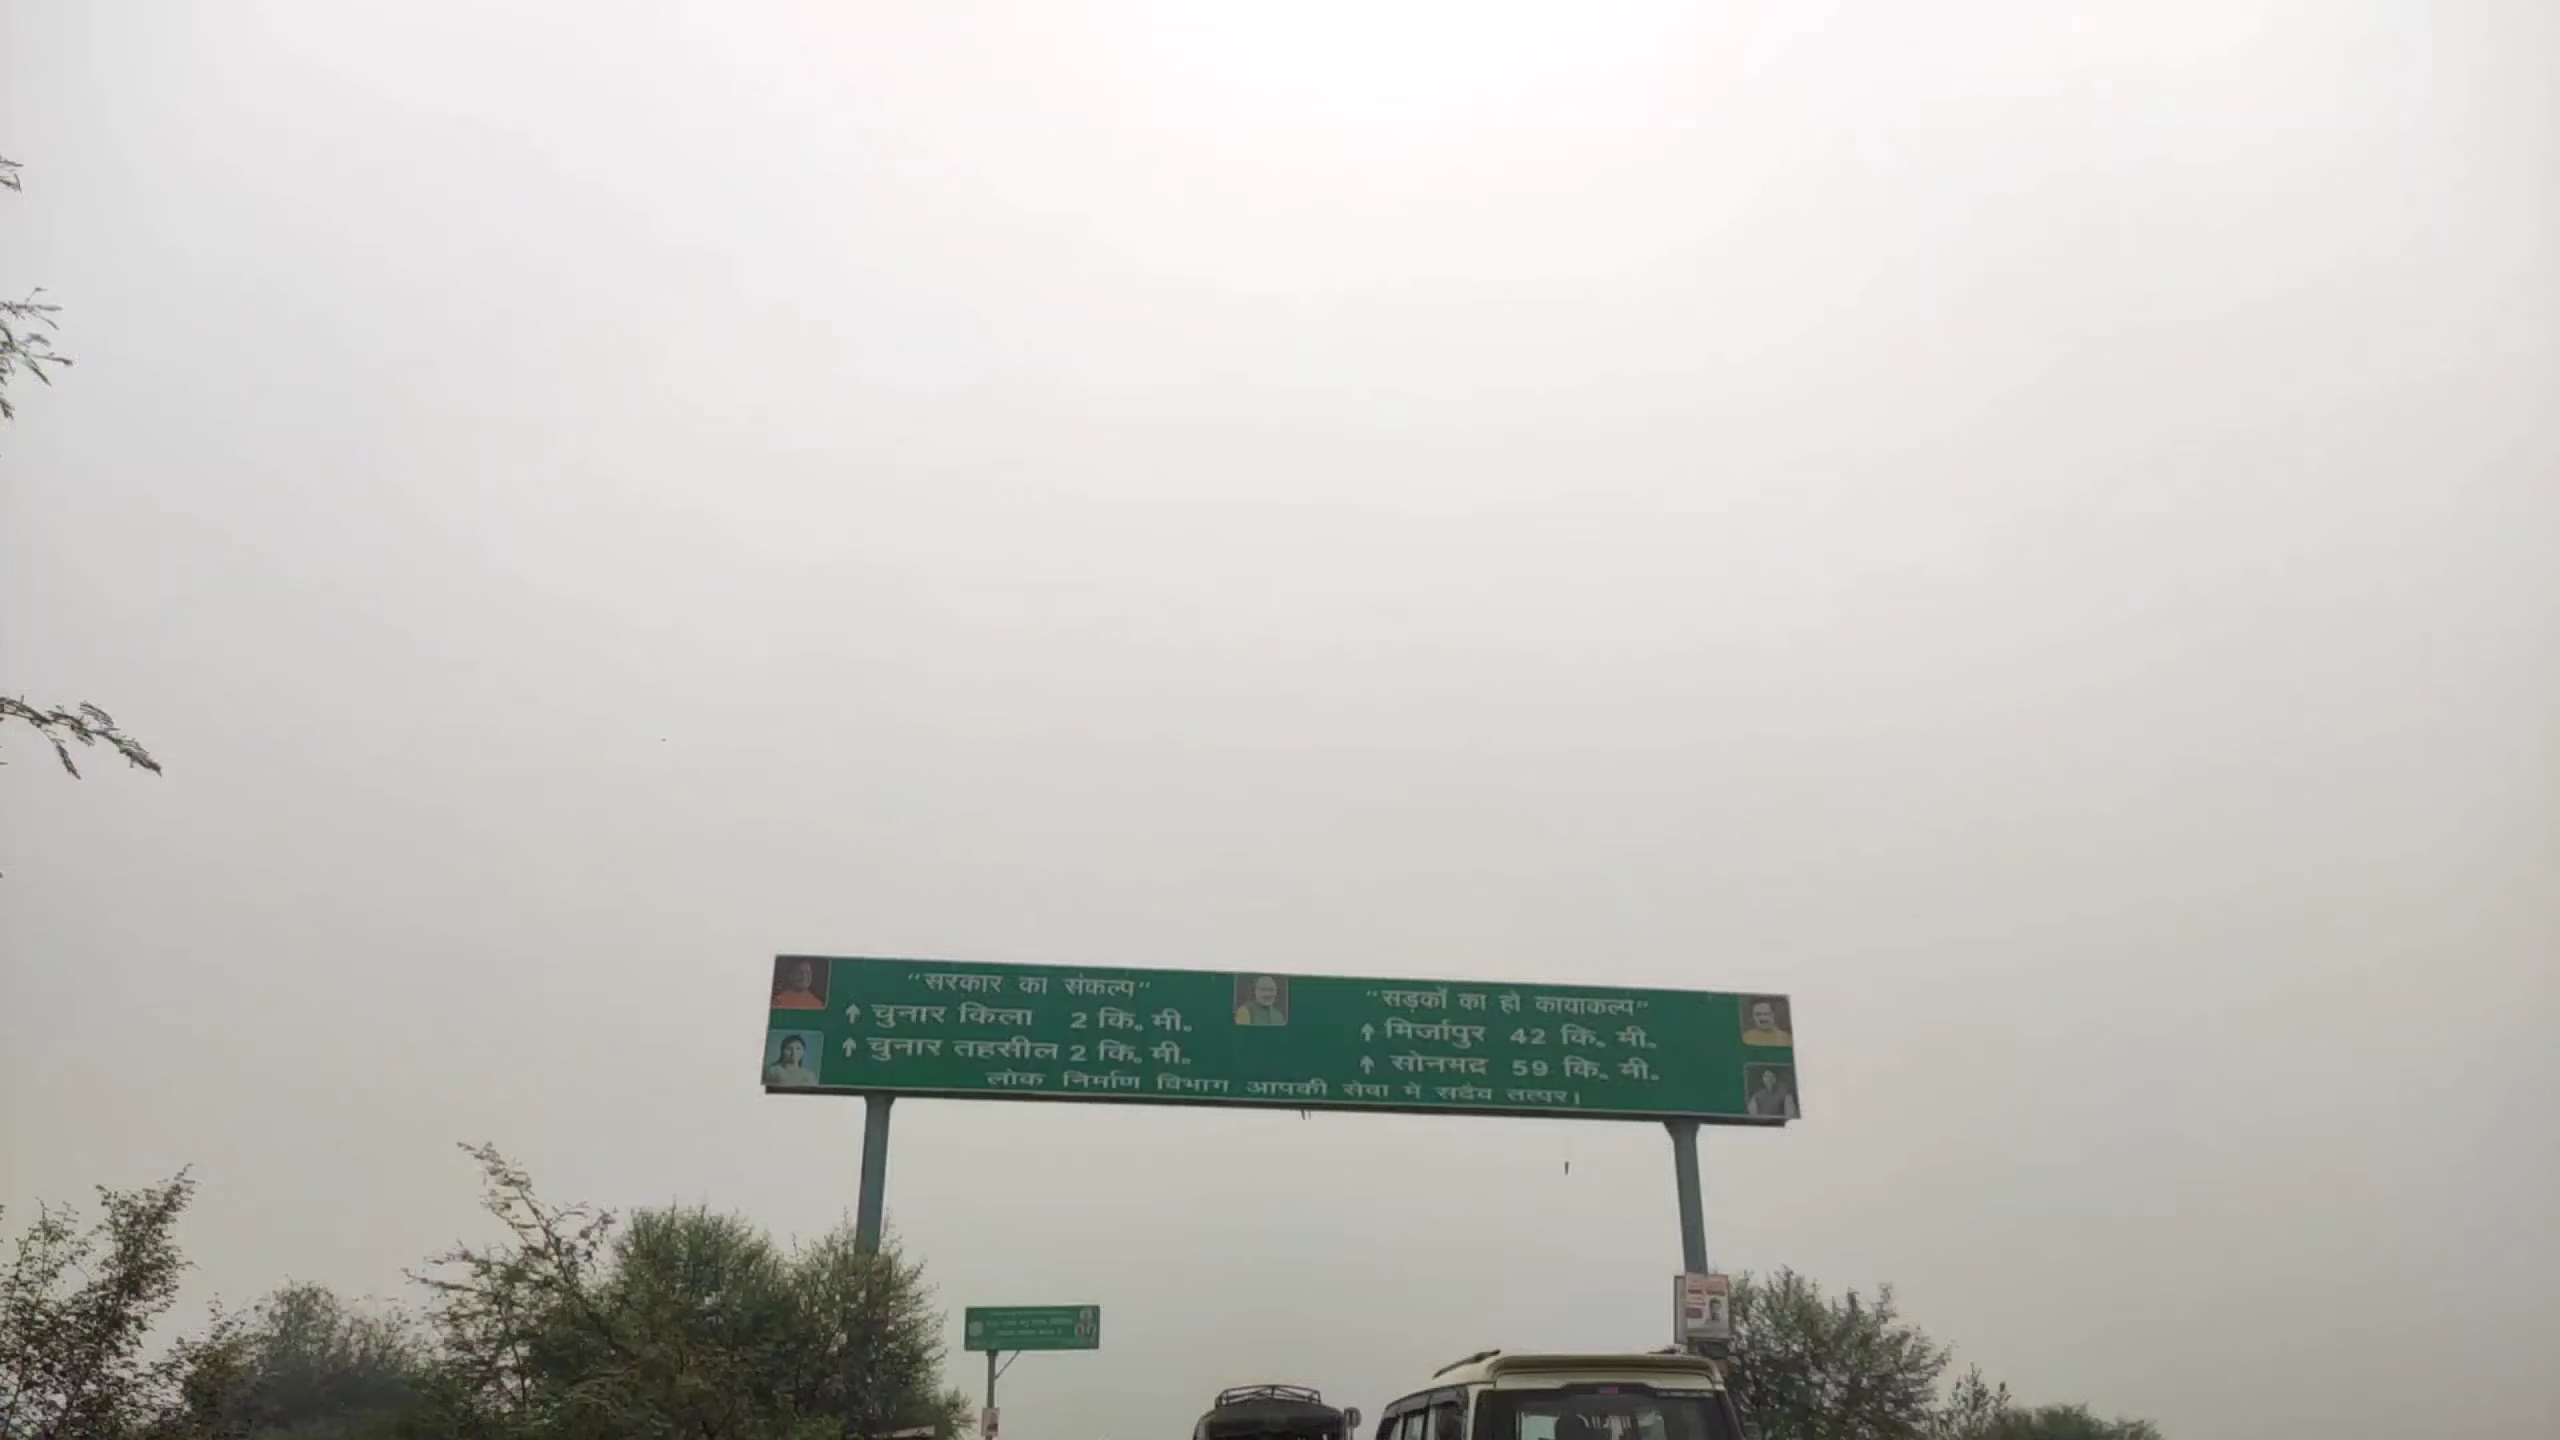 “सरकार का संकल्प”
चुनार किला 2 कि. मी.
चुनार तहसील 2 कि. मी.
“सड़कों का हो कायाकल्प”
मिर्जापुर 42 कि. मी.
सोनभद्र 59 कि. मी.
लोक निर्माण विभाग आपकी सेवा में सदैव तत्पर।